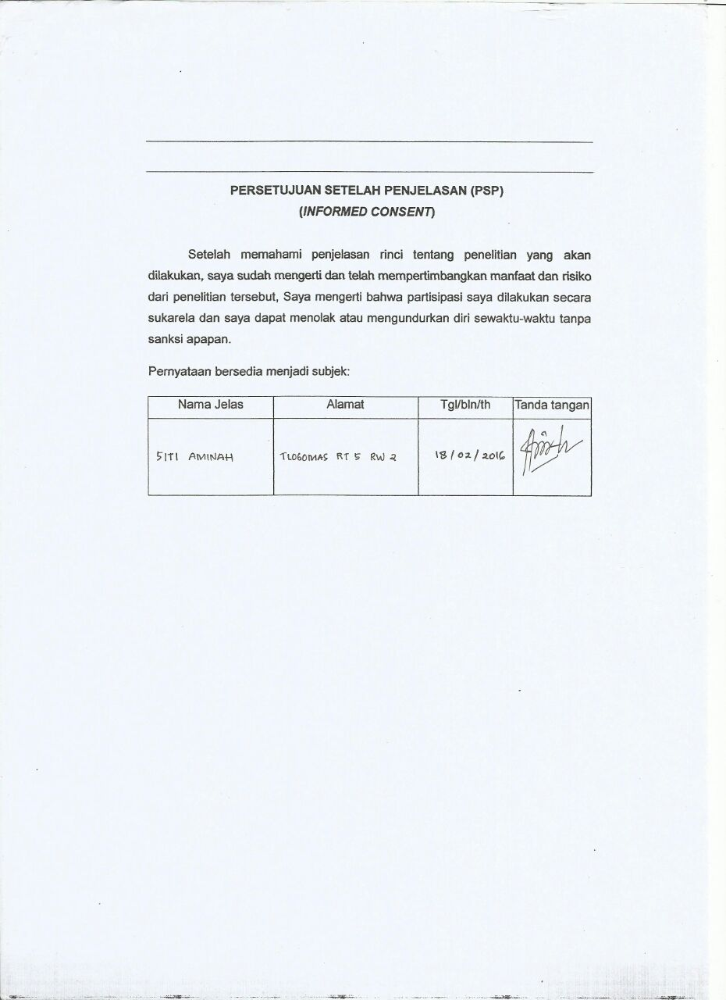 PERSETUJUAN SETELAH PENJELASAN (PSP)
(INFORMED CONSENT)
Setelah memahami penjelasan rinci tentang penelitian yang akan
dilakukan, saya sudah mengerti dan telah mempertimbangkan manfaat dan risiko
dari penelitian tersebut, Saya mengerti bahwa partisipasi saya dilakukan secara
sukarela dan saya dapat menolak atau mengundurkan diri sewaktu-waktu tanpa
sanksi apapan.
Pernyataan bersedia menjadi subjek:
Nama Jelas Alamat Tgl/bln/th Tanda tangan
SITI AMINAH TLOGOMAS RT 5 RW 2 18/02/2016